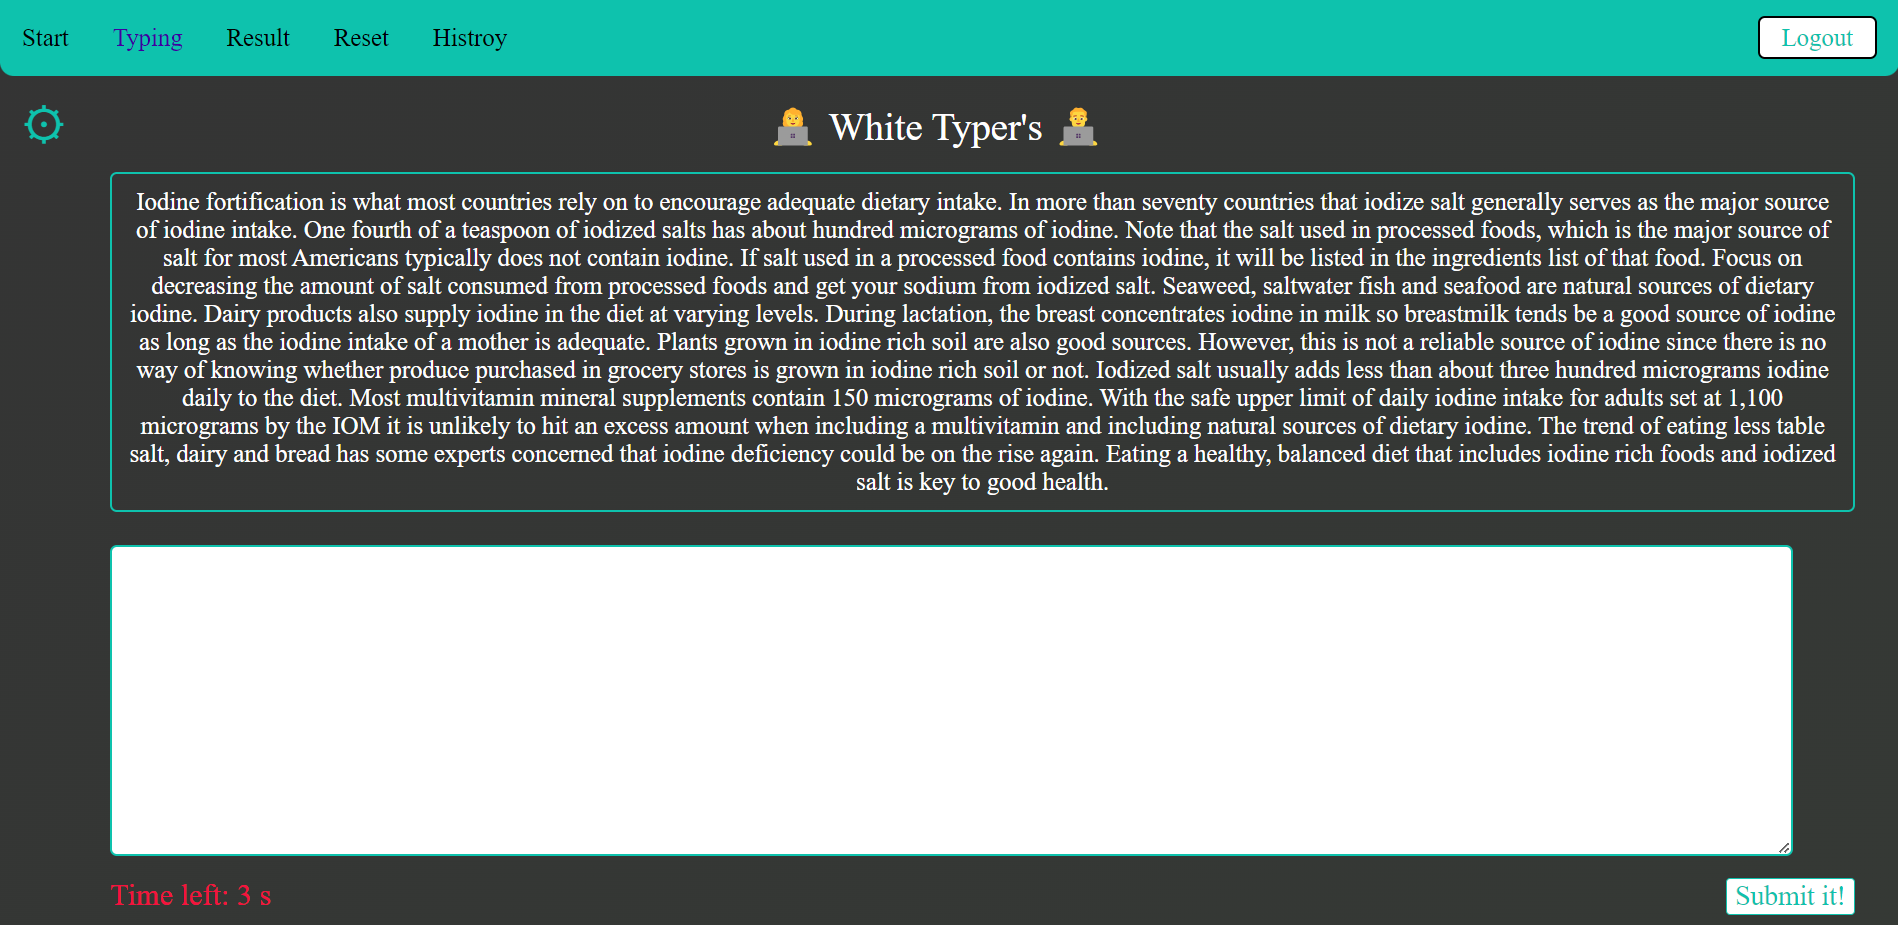 Start Typing Result Reset Histroy Logout
White Typer's
Iodine fortification is what most countries rely on to encourage adequate dietary intake. In more than seventy countries that iodize salt generally serves as the major source
of iodine intake. One fourth of a teaspoon of iodized salts has about hundred micrograms of iodine. Note that the salt used in processed foods, which is the major source of
salt for most Americans typically does not contain iodine. If salt used in a processed food contains iodine, it will be listed in the ingredients list of that food. Focus on
decreasing the amount of salt consumed from processed foods and get your sodium from iodized salt. Seaweed, saltwater fish and seafood are natural sources of dietary
iodine. Dairy products also supply iodine in the diet at varying levels. During lactation, the breast concentrates iodine in milk so breastmilk tends be a good source of iodine
as long as the iodine intake of a mother is adequate. Plants grown in iodine rich soil are also good sources. However, this is not a reliable source of iodine since there is no
way of knowing whether produce purchased in grocery stores is grown in iodine rich soil or not. Iodized salt usually adds less than about three hundred micrograms iodine
daily to the diet. Most multivitamin mineral supplements contain 150 micrograms of iodine. With the safe upper limit of daily iodine intake for adults set at 1,100
micrograms by the IOM it is unlikely to hit an excess amount when including a multivitamin and including natural sources of dietary iodine. The trend of eating less table
salt, dairy and bread has some experts concerned that iodine deficiency could be on the rise again. Eating a healthy, balanced diet that includes iodine rich foods and iodized
salt is key to good health.
Time left: 3 s
Submit it!